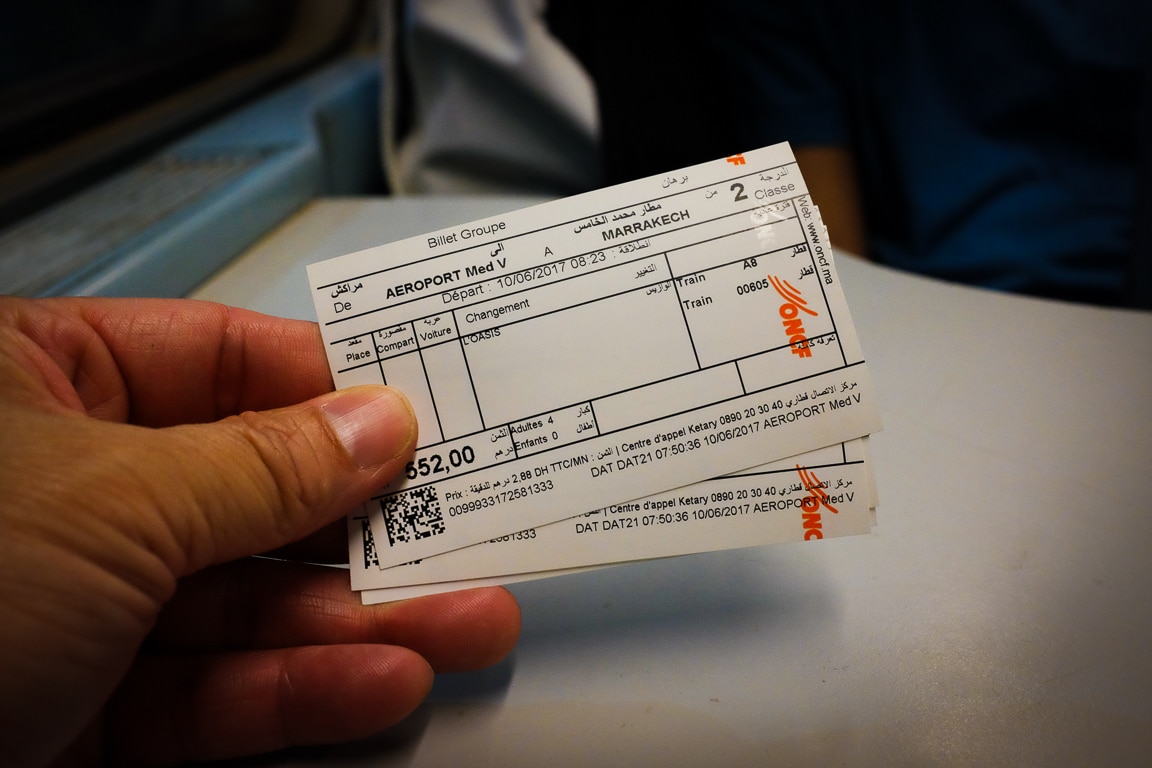 Billet Groupe برهان
De AEROPORT Med V A MARRAKECH 2 Classe
مراكش الى مطار محمد الخامس من الدرجة
Départ : 10/06/2017 08:23 : انطلاقة
Place Compart Voiture Changement Train A8
مقعد مقصورة عربة التغيير قطار
L'OASIS Train 00605 قطار
Web: www.oncf.ma
ONCF
552,00 الثمن درهم
Adultes 4 كبار
Enfants 0 أطفال
Prix : 2,88 DH TTC/MN : الثمن | Centre d'appel Ketary 0890 20 30 40 مركز الاتصال قطاري
0099933172581333 DAT DAT21 07:50:36 10/06/2017 AEROPORT Med V
| Centre d'appel Ketary 0890 20 30 40 مركز الاتصال قطاري
DAT DAT21 07:50:36 10/06/2017 AEROPORT Med V
ONC